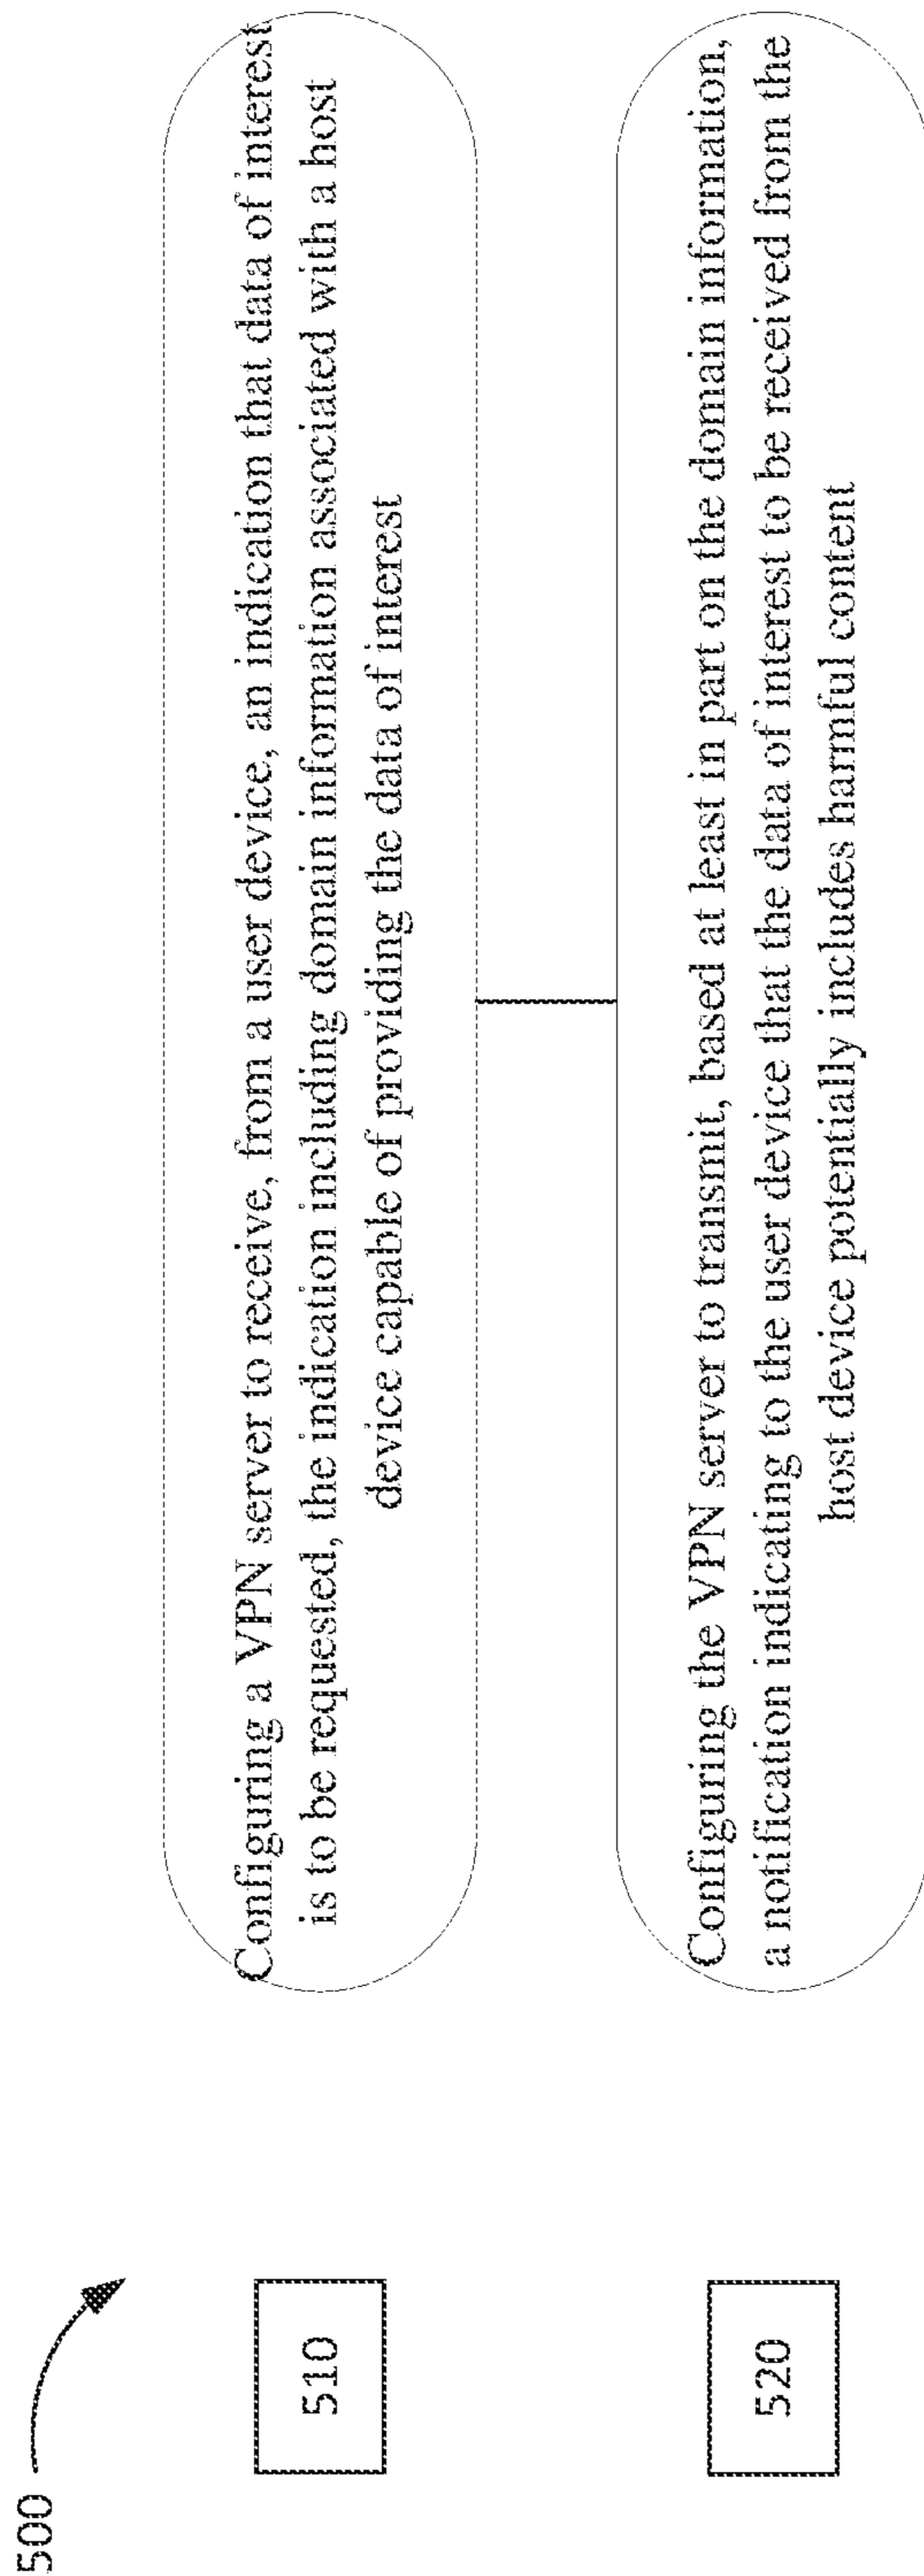 500
510
Configuring a VPN server to receive, from a user device, an indication that data of interest
is to be requested, the indication including domain information associated with a host
device capable of providing the data of interest
520
Configuring the VPN server to transmit, based at least in part on the domain information,
a notification indicating to the user device that the data of interest to be received from the
host device potentially includes harmful content